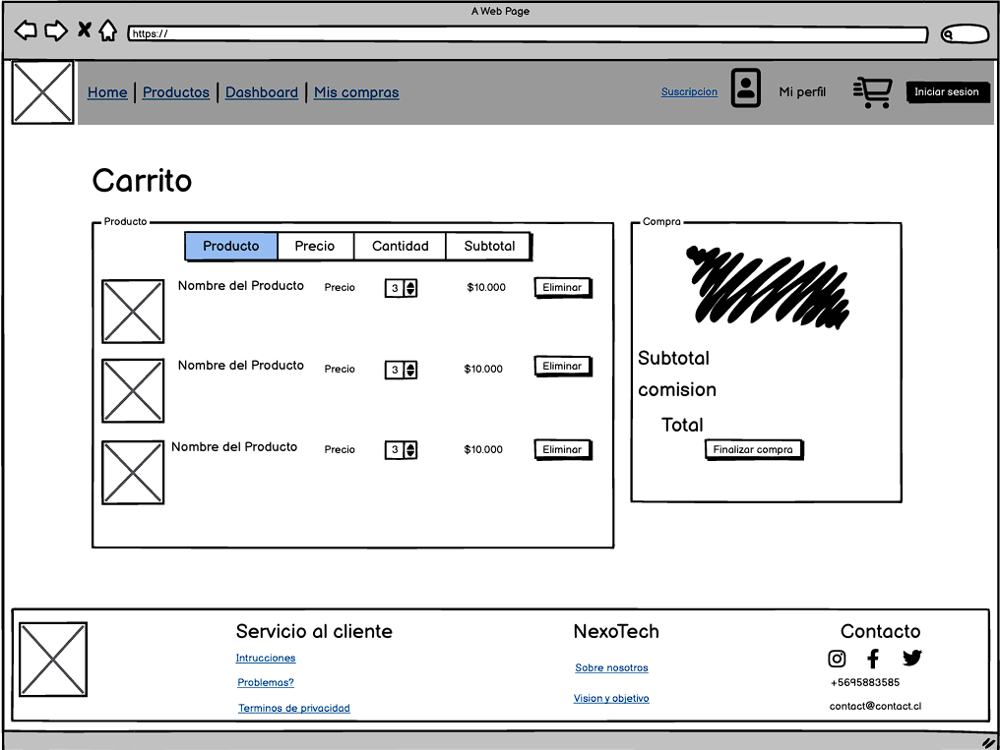 A Web Page
https://
Home Productos Dashboard Mis compras Suscripcion Mi perfil Iniciar sesion
Carrito
Producto
Producto Precio Cantidad Subtotal
Nombre del Producto Precio 3 $10.000 Eliminar
Nombre del Producto Precio 3 $10.000 Eliminar
Nombre del Producto Precio 3 $10.000 Eliminar
Compra
Subtotal
comision
Total
Finalizar compra
Servicio al cliente
Intrucciones
Problemas?
Terminos de privacidad
NexoTech
Sobre nosotros
Vision y objetivo
Contacto
+5695883585
contact@contact.cl